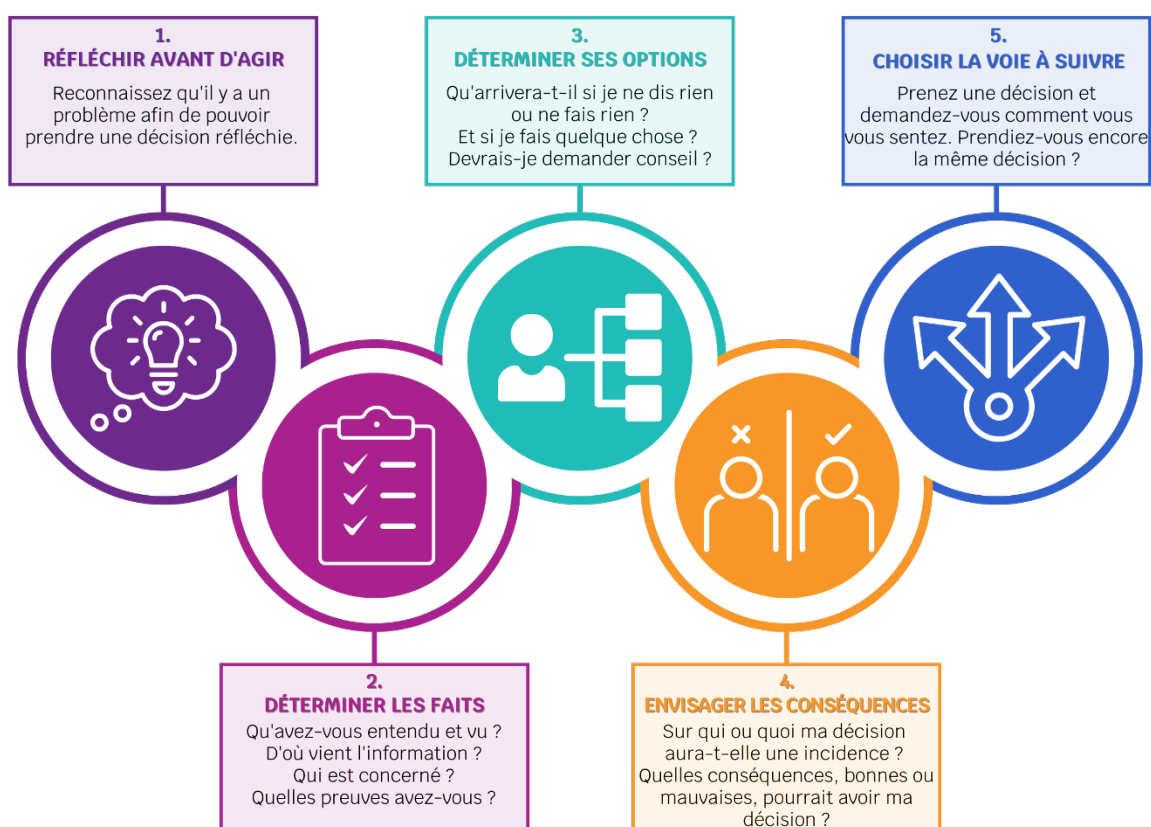 1.
RÉFLÉCHIR AVANT D'AGIR
Reconnaissez qu'il y a un
problème afin de pouvoir
prendre une décision réfléchie.
2.
DÉTERMINER LES FAITS
Qu'avez-vous entendu et vu ?
D'où vient l'information ?
Qui est concerné ?
Quelles preuves avez-vous ?
3.
DÉTERMINER SES OPTIONS
Qu'arrivera-t-il si je ne dis rien
ou ne fais rien ?
Et si je fais quelque chose ?
Devrais-je demander conseil ?
4.
ENVISAGER LES CONSÉQUENCES
Sur qui ou quoi ma décision
aura-t-elle une incidence ?
Quelles conséquences, bonnes ou
mauvaises, pourrait avoir ma
décision ?
5.
CHOISIR LA VOIE À SUIVRE
Prenez une décision et
demandez-vous comment vous
vous sentez. Prendiez-vous encore
la même décision ?